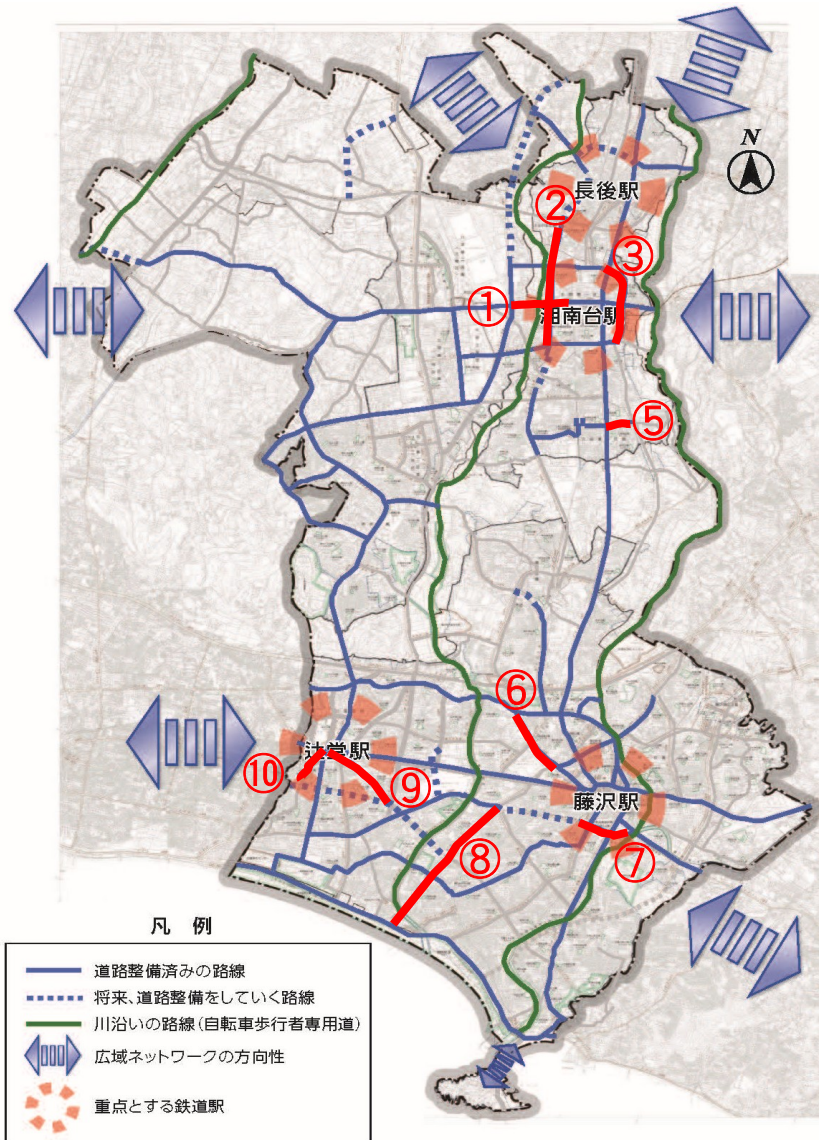 N
長後駅
②
③
①
湘南台駅
⑤
⑥
辻堂駅
⑩
⑨
藤沢駅
⑦
⑧
凡 例
道路整備済みの路線
将来、道路整備をしていく路線
川沿いの路線(自転車歩行者専用道)
広域ネットワークの方向性
重点とする鉄道駅